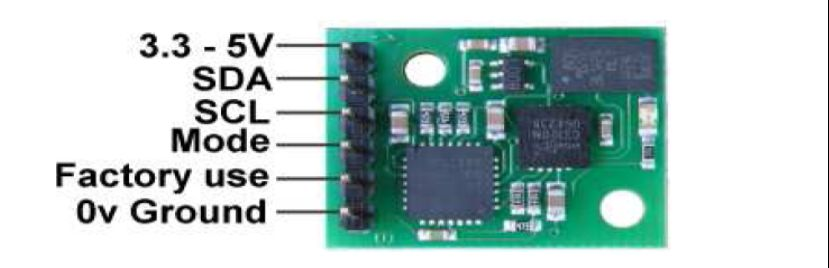 3.3 - 5V
SDA
SCL
Mode
Factory use
0v Ground